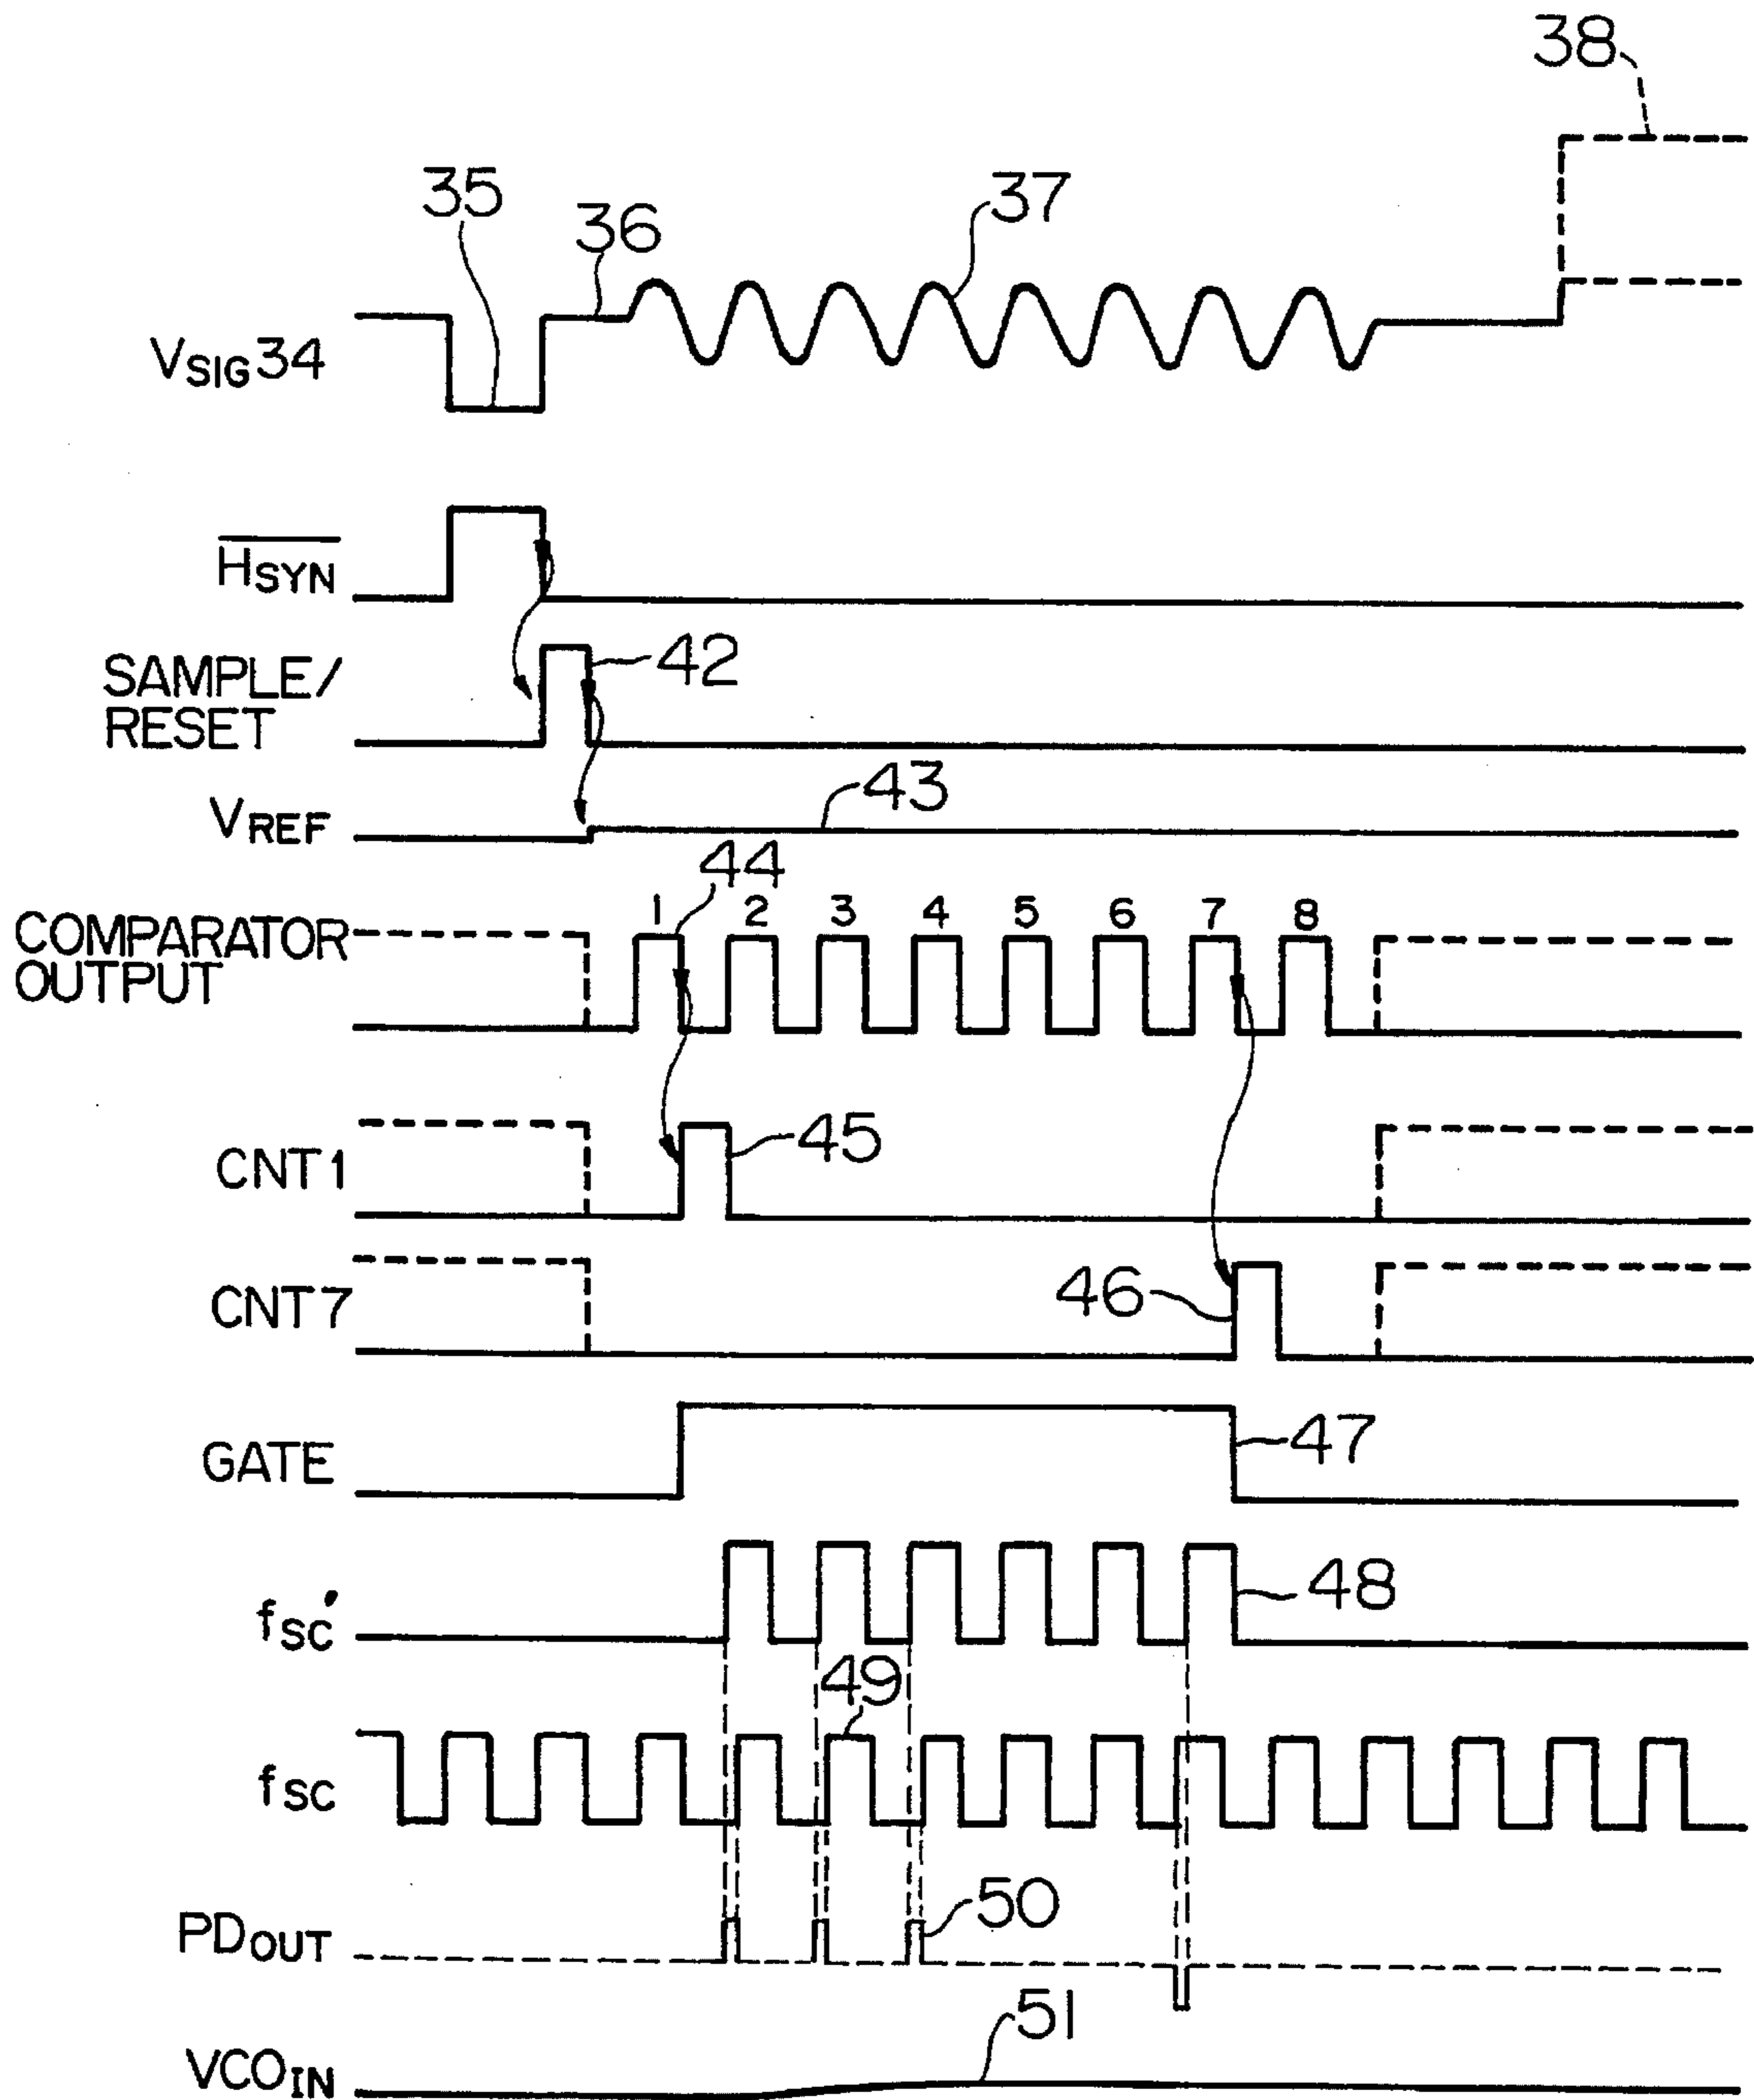 38
35
36
37
VSIG34
HSYN
SAMPLE/
RESET
42
VREF
43
44
COMPARATOR
OUTPUT
1 2 3 4 5 6 7 8
CNT1
45
CNT7
46
GATE
47
fSC'
48
49
fSC
PDOUT
50
VCOIN
51